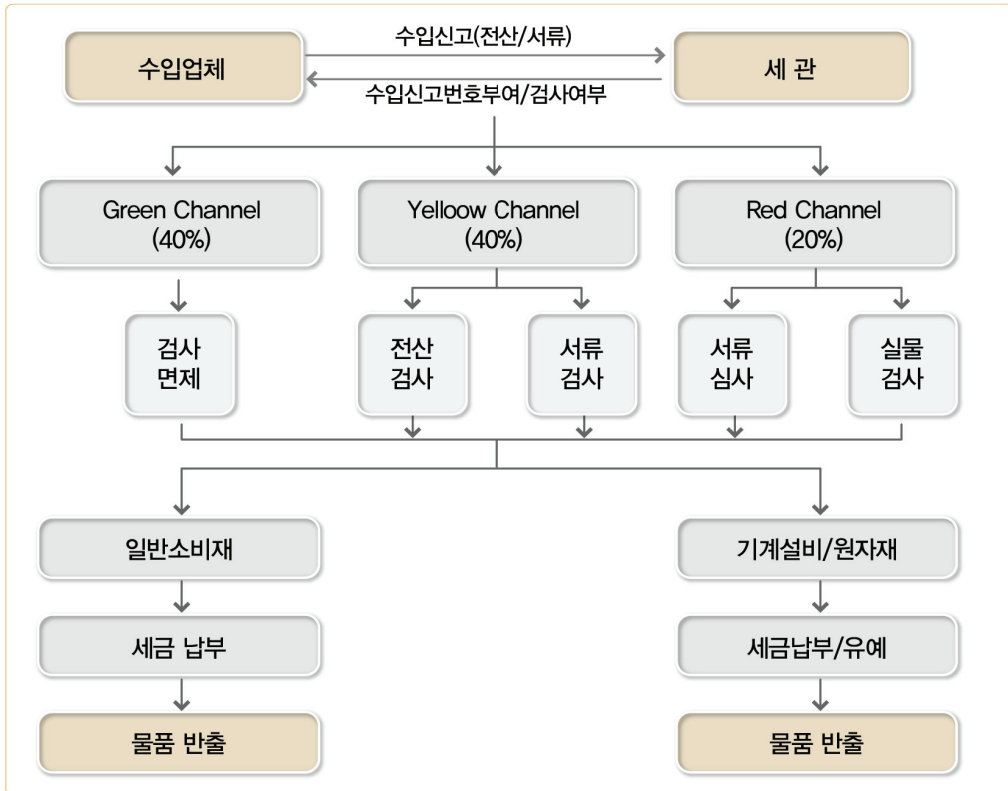 수입신고(전산/서류)
수입업체
세 관
수입신고번호부여/검사여부
Green Channel
(40%)
Yelloow Channel
(40%)
Red Channel
(20%)
검사
면제
전산
검사
서류
검사
서류
심사
실물
검사
일반소비재
기계설비/원자재
세금 납부
세금납부/유예
물품 반출
물품 반출